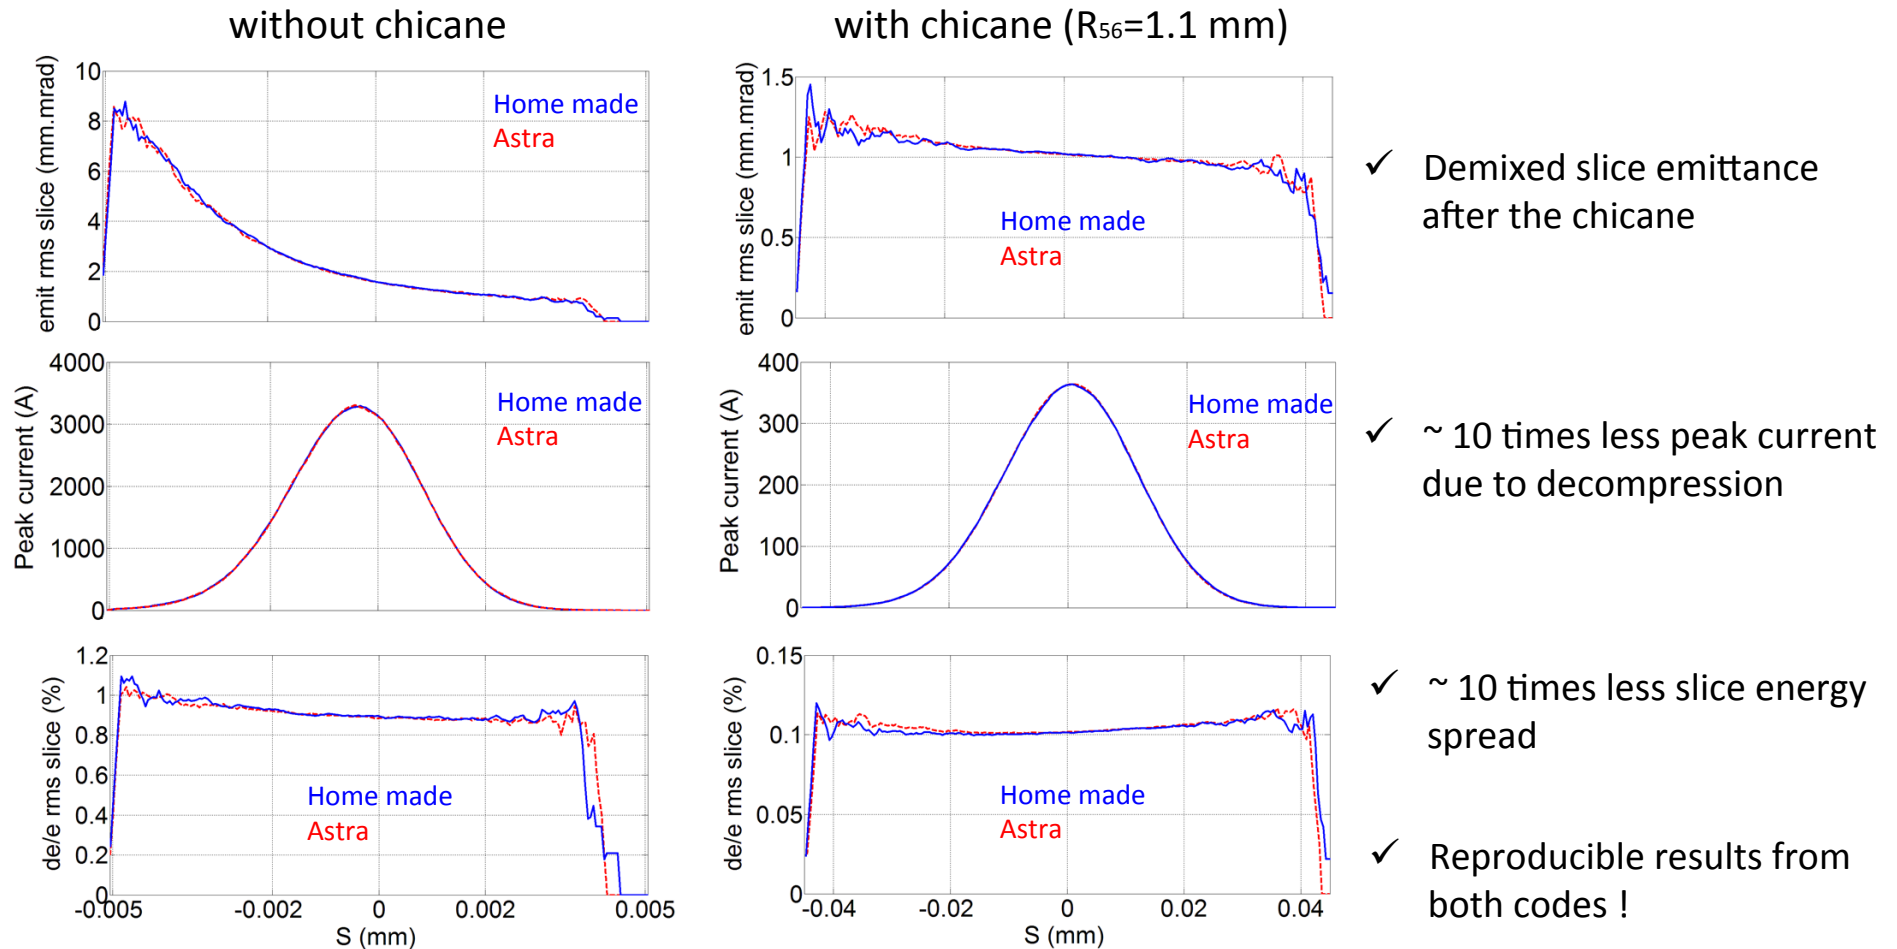 without chicane
with chicane (R₅₆=1.1 mm)
emit rms slice (mm.mrad)
10
8
6
4
2
0
Home made
Astra
emit rms slice (mm.mrad)
1.5
1
0.5
0
Home made
Astra
✓ Demixed slice emittance
after the chicane
Peak current (A)
4000
3000
2000
1000
0
Home made
Astra
Peak current (A)
400
300
200
100
0
Home made
Astra
✓ ~ 10 times less peak current
due to decompression
de/e rms slice (%)
1.2
1
0.8
0.6
0.4
0.2
0
Home made
Astra
-0.005 -0.002 0 0.002 0.005
S (mm)
de/e rms slice (%)
0.15
0.1
0.05
0
Home made
Astra
-0.04 -0.02 0 0.02 0.04
S (mm)
✓ ~ 10 times less slice energy
spread
✓ Reproducible results from
both codes !